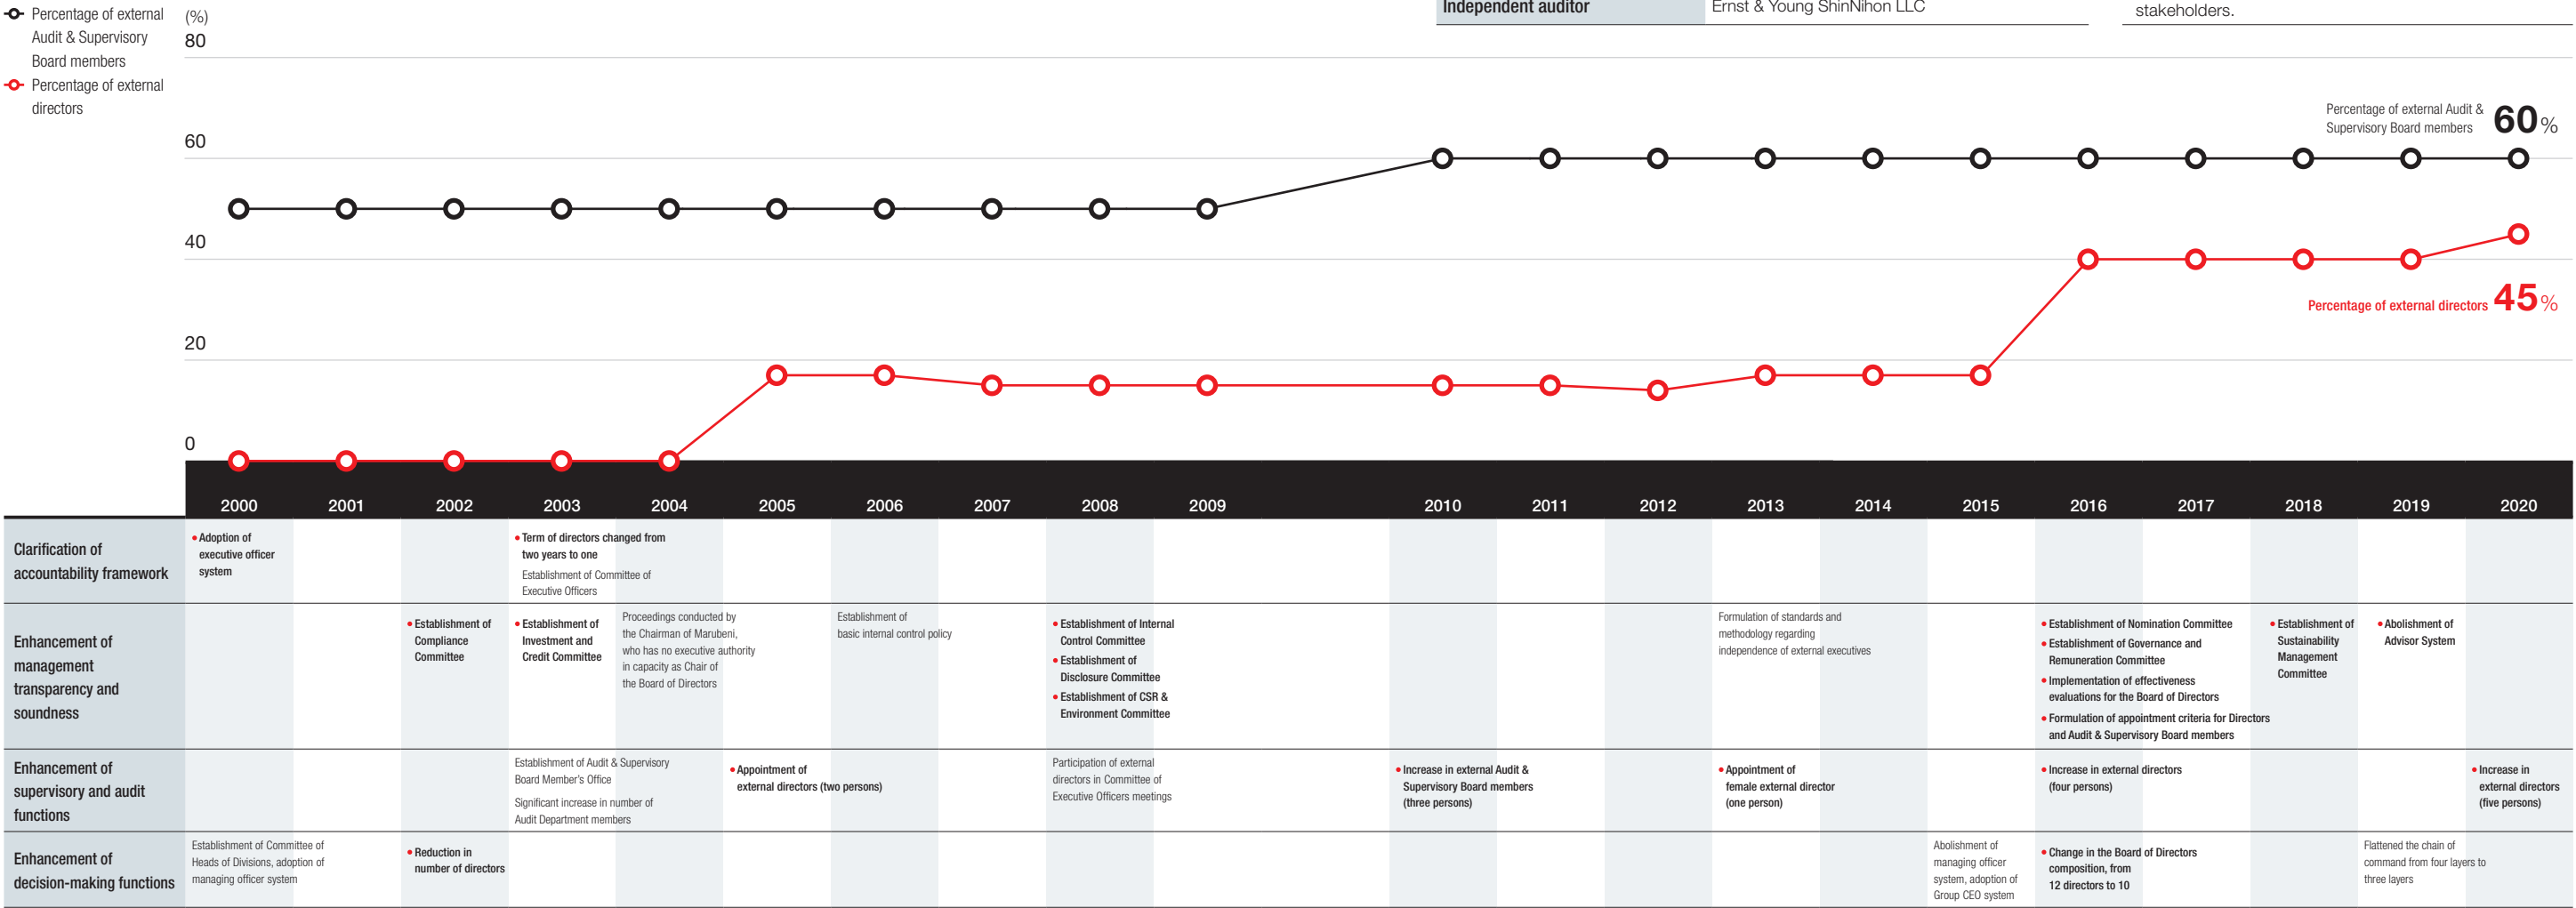 Percentage of external
Audit & Supervisory
Board members
Percentage of external
directors
(%)
80
60
40
20
0
Independent auditor
Ernst & Young ShinNihon LLC
stakeholders.
Percentage of external Audit &
Supervisory Board members
60%
Percentage of external directors 45%
2000 2001 2002 2003 2004 2005 2006 2007 2008 2009 2010 2011 2012 2013 2014 2015 2016 2017 2018 2019 2020
Clarification of
accountability framework
• Adoption of
executive officer
system
• Term of directors changed from
two years to one
Establishment of Committee of
Executive Officers
Enhancement of
management
transparency and
soundness
• Establishment of
Compliance
Committee
• Establishment of
Investment and
Credit Committee
Proceedings conducted by
the Chairman of Marubeni,
who has no executive authority
in capacity as Chair of
the Board of Directors
Establishment of
basic internal control policy
• Establishment of Internal
Control Committee
• Establishment of
Disclosure Committee
• Establishment of CSR &
Environment Committee
Formulation of standards and
methodology regarding
independence of external executives
• Establishment of Nomination Committee
• Establishment of Governance and
Remuneration Committee
• Implementation of effectiveness
evaluations for the Board of Directors
• Formulation of appointment criteria for Directors
and Audit & Supervisory Board members
• Establishment of
Sustainability
Management
Committee
• Abolishment of
Advisor System
Enhancement of
supervisory and audit
functions
Establishment of Audit & Supervisory
Board Member's Office
Significant increase in number of
Audit Department members
• Appointment of
external directors (two persons)
Participation of external
directors in Committee of
Executive Officers meetings
• Increase in external Audit &
Supervisory Board members
(three persons)
• Appointment of
female external director
(one person)
• Increase in external directors
(four persons)
• Increase in
external directors
(five persons)
Enhancement of
decision-making functions
Establishment of Committee of
Heads of Divisions, adoption of
managing officer system
• Reduction in
number of directors
Abolishment of
managing officer
system, adoption of
Group CEO system
• Change in the Board of Directors
composition, from
12 directors to 10
Flattened the chain of
command from four layers to
three layers